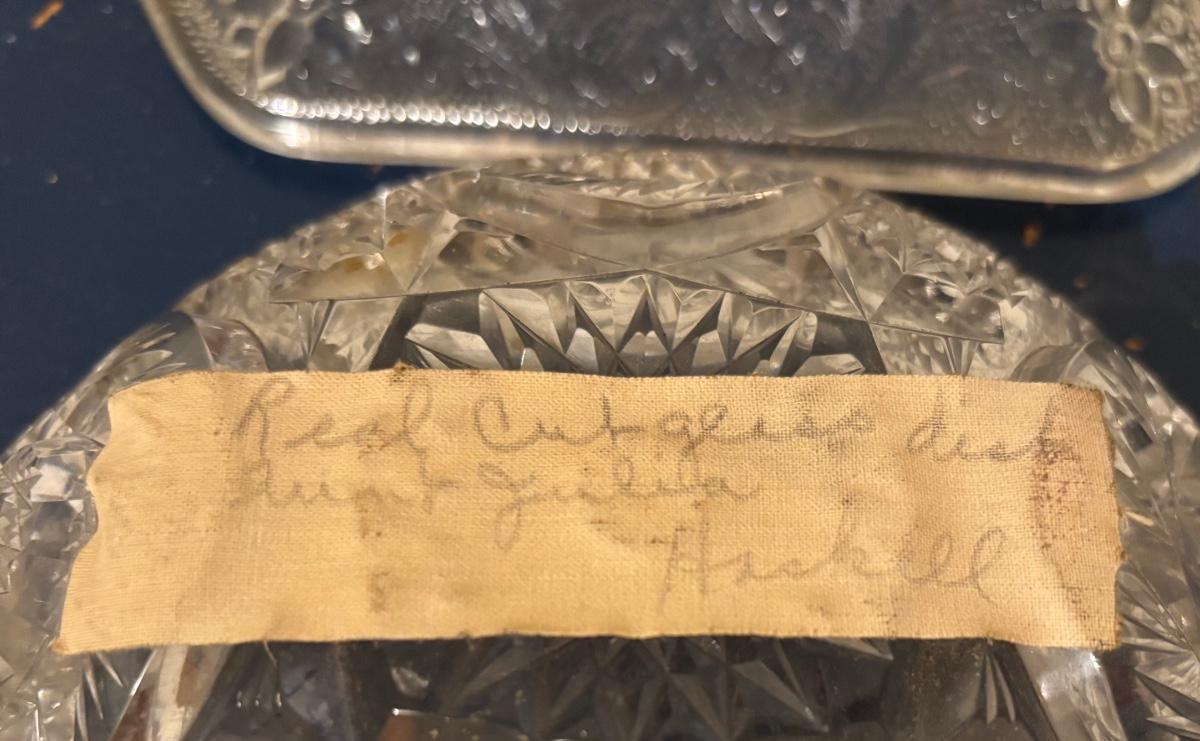 Real Cut glass dish
Aunt Julia
Haskell